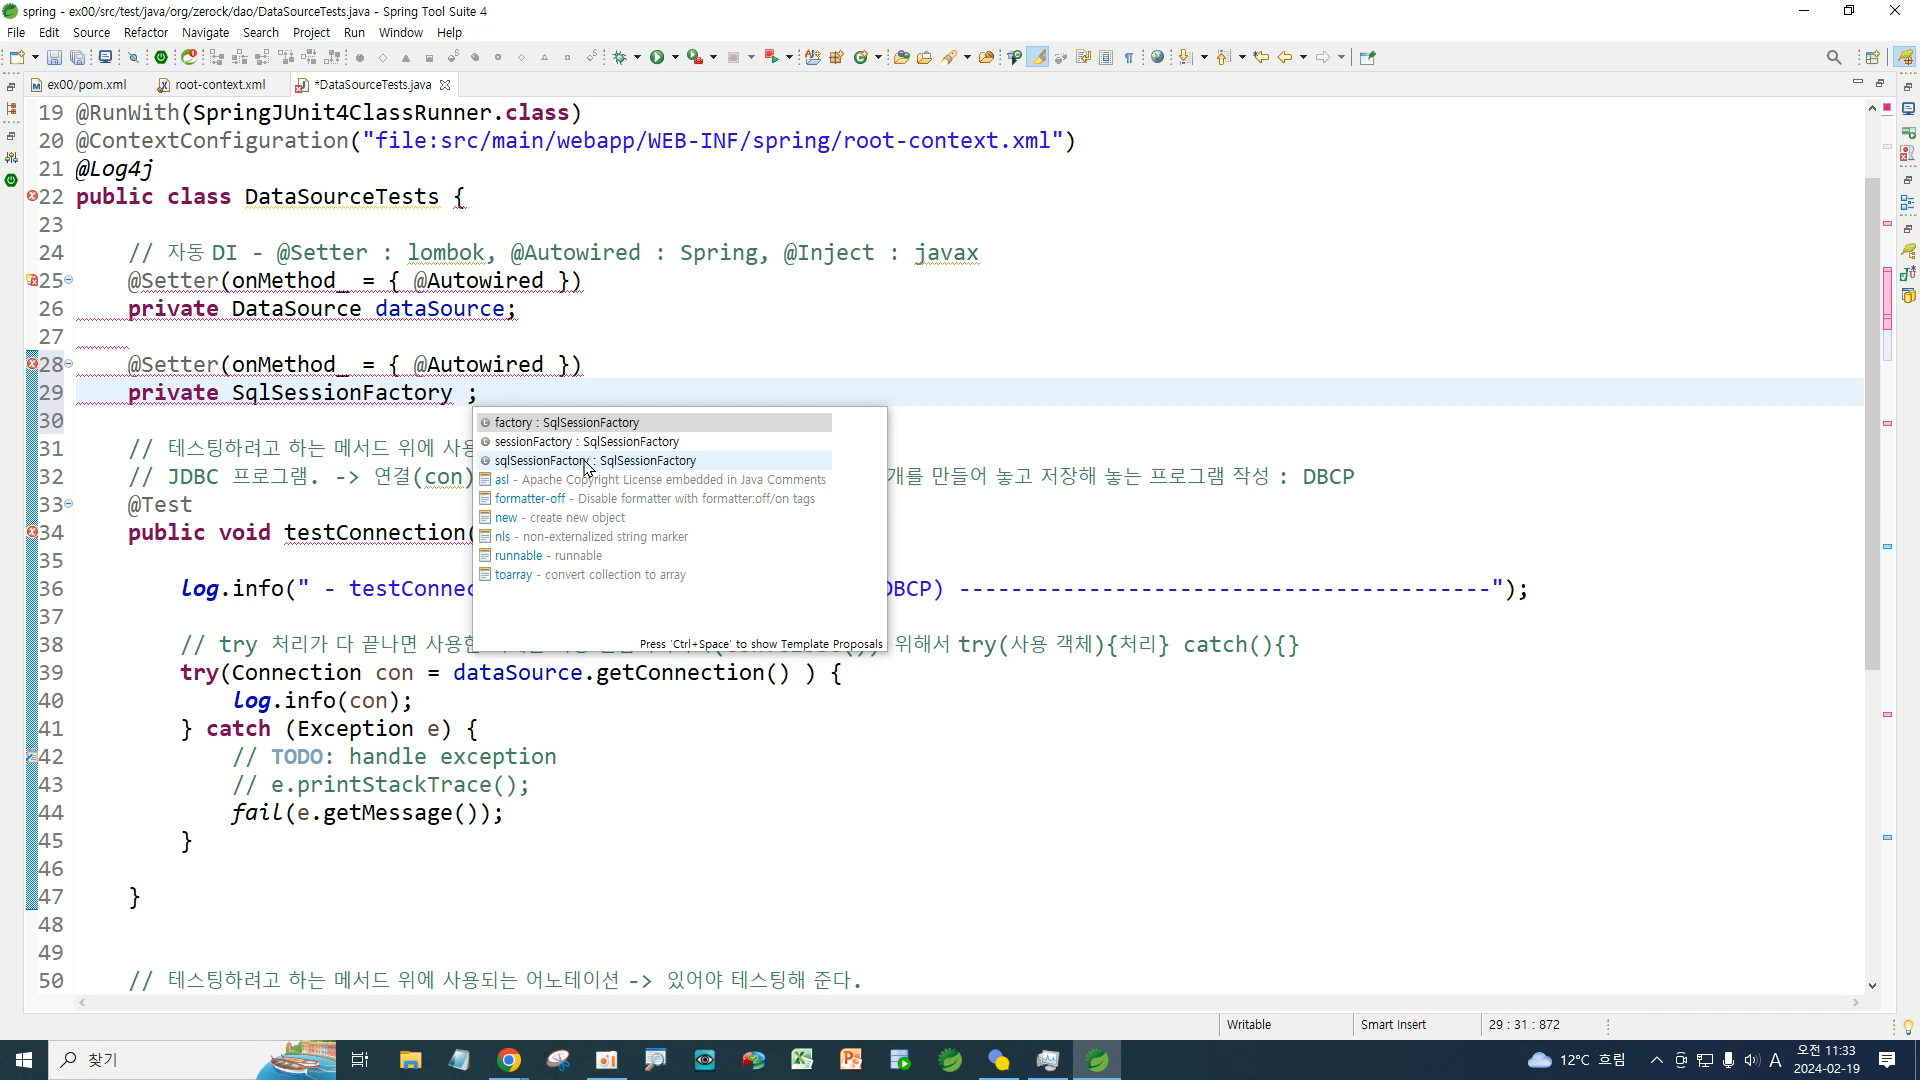 spring - ex00/src/test/java/org/zerock/dao/DataSourceTests.java - Spring Tool Suite 4
File Edit Source Refactor Navigate Search Project Run Window Help
ex00/pom.xml root-context.xml *DataSourceTests.java
19 @RunWith(SpringJUnit4ClassRunner.class)
20 @ContextConfiguration("file:src/main/webapp/WEB-INF/spring/root-context.xml")
21 @Log4j
22 public class DataSourceTests {
23
24 // 자동 DI - @Setter : lombok, @Autowired : Spring, @Inject : javax
25 @Setter(onMethod_ = { @Autowired })
26 private DataSource dataSource;
27
28 @Setter(onMethod_ = { @Autowired })
29 private SqlSessionFactory ;
30
31 // 테스팅하려고 하는 메서드 위에 사용
32 // JDBC 프로그램. -> 연결(con) 개를 만들어 놓고 저장해 놓는 프로그램 작성 : DBCP
33 @Test
34 public void testConnection(
35
36 log.info(" - testConnec DBCP) -----------------------------------------");
37
38 // try 처리가 다 끝나면 사용한 위해서 try(사용 객체){처리} catch(){}
39 try(Connection con = dataSource.getConnection() ) {
40 log.info(con);
41 } catch (Exception e) {
42 // TODO: handle exception
43 // e.printStackTrace();
44 fail(e.getMessage());
45 }
46
47 }
48
49
50 // 테스팅하려고 하는 메서드 위에 사용되는 어노테이션 -> 있어야 테스팅해 준다.
factory : SqlSessionFactory
sessionFactory : SqlSessionFactory
sqlSessionFactory : SqlSessionFactory
asl - Apache Copyright License embedded in Java Comments
formatter-off - Disable formatter with formatter:off/on tags
new - create new object
nls - non-externalized string marker
runnable - runnable
toarray - convert collection to array
Press 'Ctrl+Space' to show Template Proposals
Writable Smart Insert 29 : 31 : 872
찾기
12°C 흐림 A 오전 11:33
2024-02-19